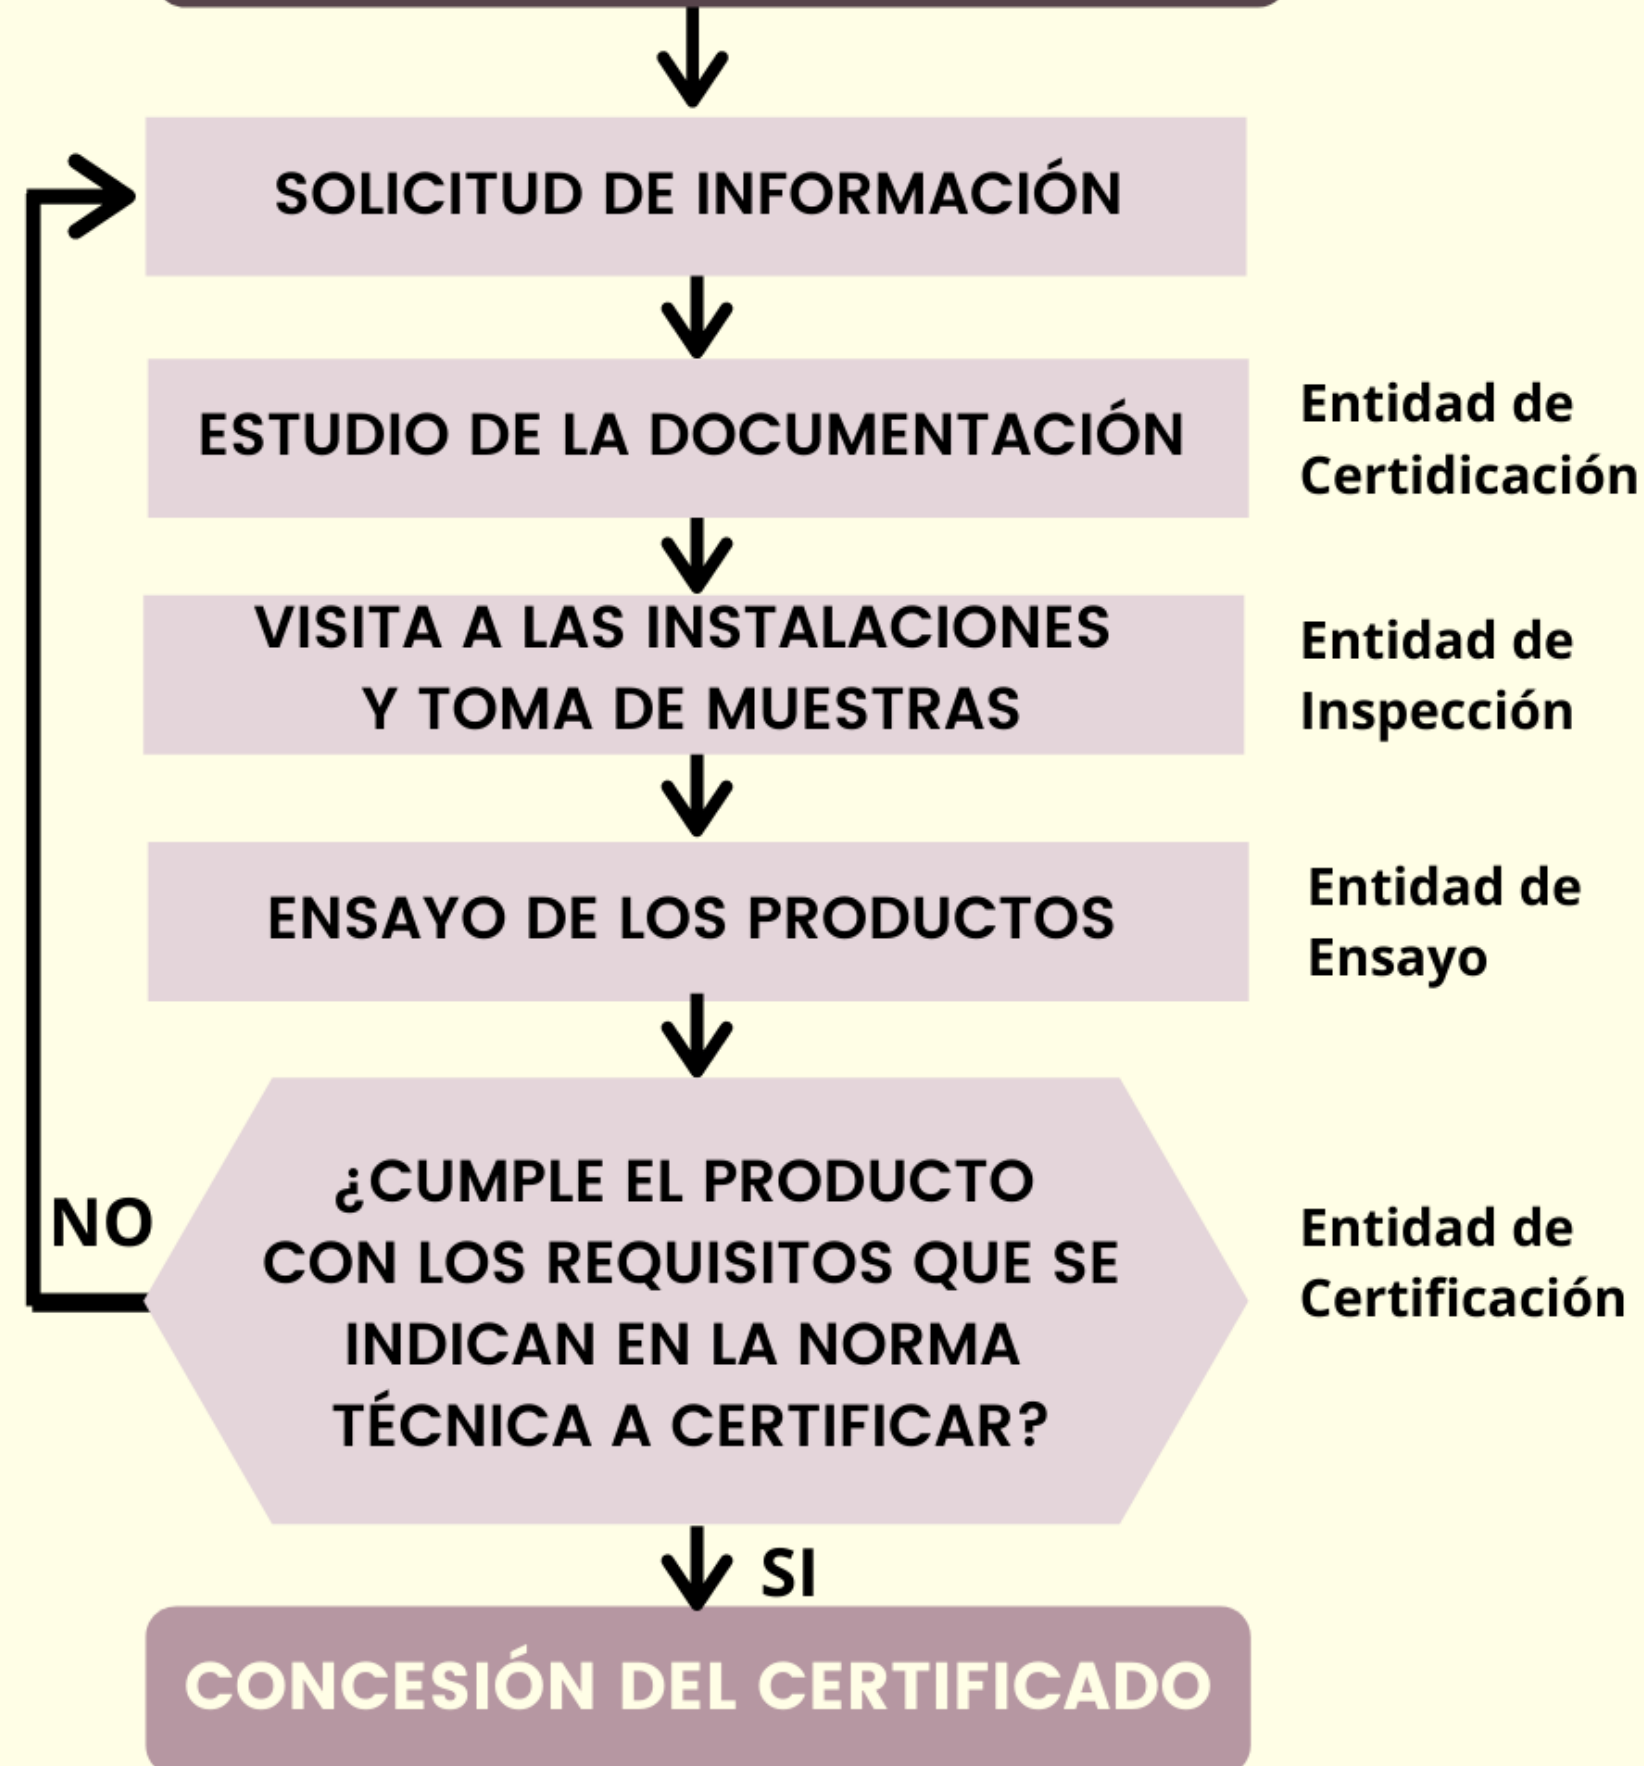 SOLICITUD DE INFORMACIÓN
ESTUDIO DE LA DOCUMENTACIÓN
Entidad de
Certidicación
VISITA A LAS INSTALACIONES
Y TOMA DE MUESTRAS
Entidad de
Inspección
ENSAYO DE LOS PRODUCTOS
Entidad de
Ensayo
¿CUMPLE EL PRODUCTO
CON LOS REQUISITOS QUE SE
INDICAN EN LA NORMA
TÉCNICA A CERTIFICAR?
NO
Entidad de
Certificación
SI
CONCESIÓN DEL CERTIFICADO